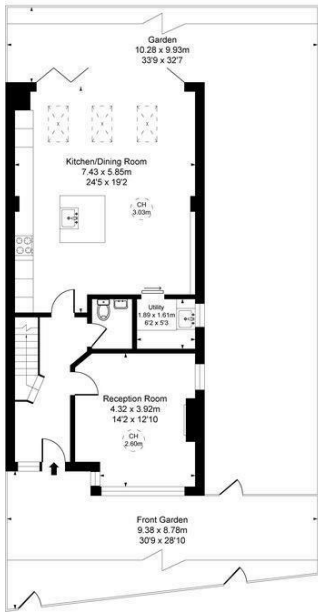 Garden
10.28 x 9.93m
33'9 x 32'7
Kitchen/Dining Room
7.43 x 5.85m
24'5 x 19'2
CH
3.03m
Utility
1.89 x 1.61m
6'2 x 5'3
Reception Room
4.32 x 3.92m
14'2 x 12'10
CH
2.60m
Front Garden
9.38 x 8.78m
30'9 x 28'10